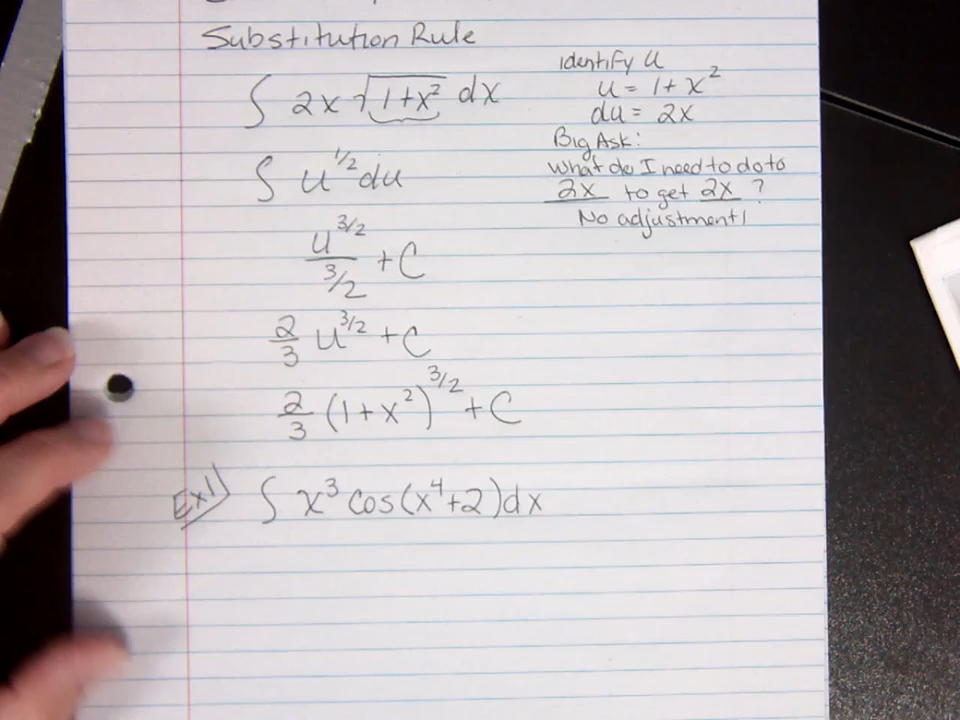 Substitution Rule
∫ 2x √(1+x²) dx
∫ u^(1/2) du
u^(3/2) / (3/2) + C
2/3 u^(3/2) + C
2/3 (1+x²)^(3/2) + C
Identify u
u = 1 + x²
du = 2x
Big Ask:
What do I need to do to
2x to get 2x ?
No adjustment!
Ex1) ∫ x³ cos(x⁴+2)dx